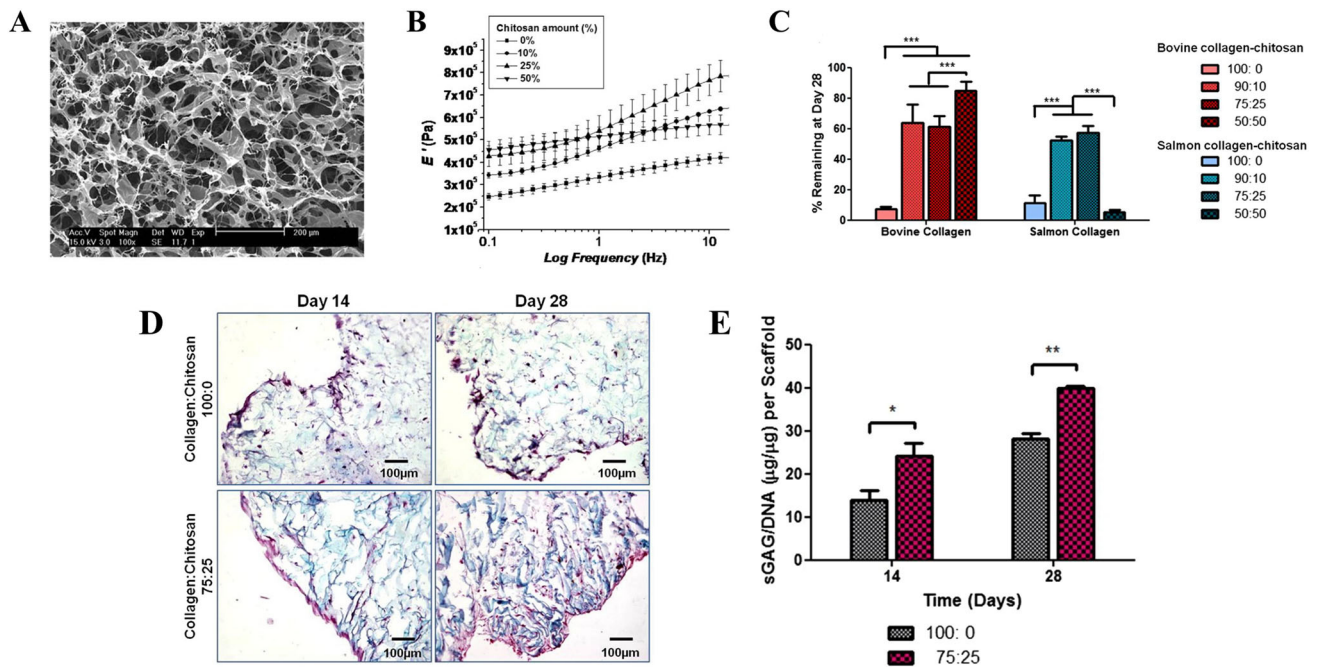 A
Acc.V Spot Magn Det WD Exp
15.0 kV 3.0 100x SE 11.7 1
200 µm
B
Chitosan amount (%)
0%
10%
25%
50%
9x10⁵
8x10⁵
7x10⁵
6x10⁵
5x10⁵
4x10⁵
3x10⁵
2x10⁵
1x10⁵
E' (Pa)
0.1 1 10
Log Frequency (Hz)
C
% Remaining at Day 28
100
80
60
40
20
0
***
***
***
***
Bovine Collagen Salmon Collagen
Bovine collagen-chitosan
100: 0
90:10
75:25
50:50
Salmon collagen-chitosan
100: 0
90:10
75:25
50:50
D
Day 14 Day 28
Collagen:Chitosan
100:0
100µm
100µm
Collagen:Chitosan
75:25
100µm
100µm
E
sGAG/DNA (µg/µg) per Scaffold
50
40
30
20
10
0
*
**
14 28
Time (Days)
100: 0
75:25